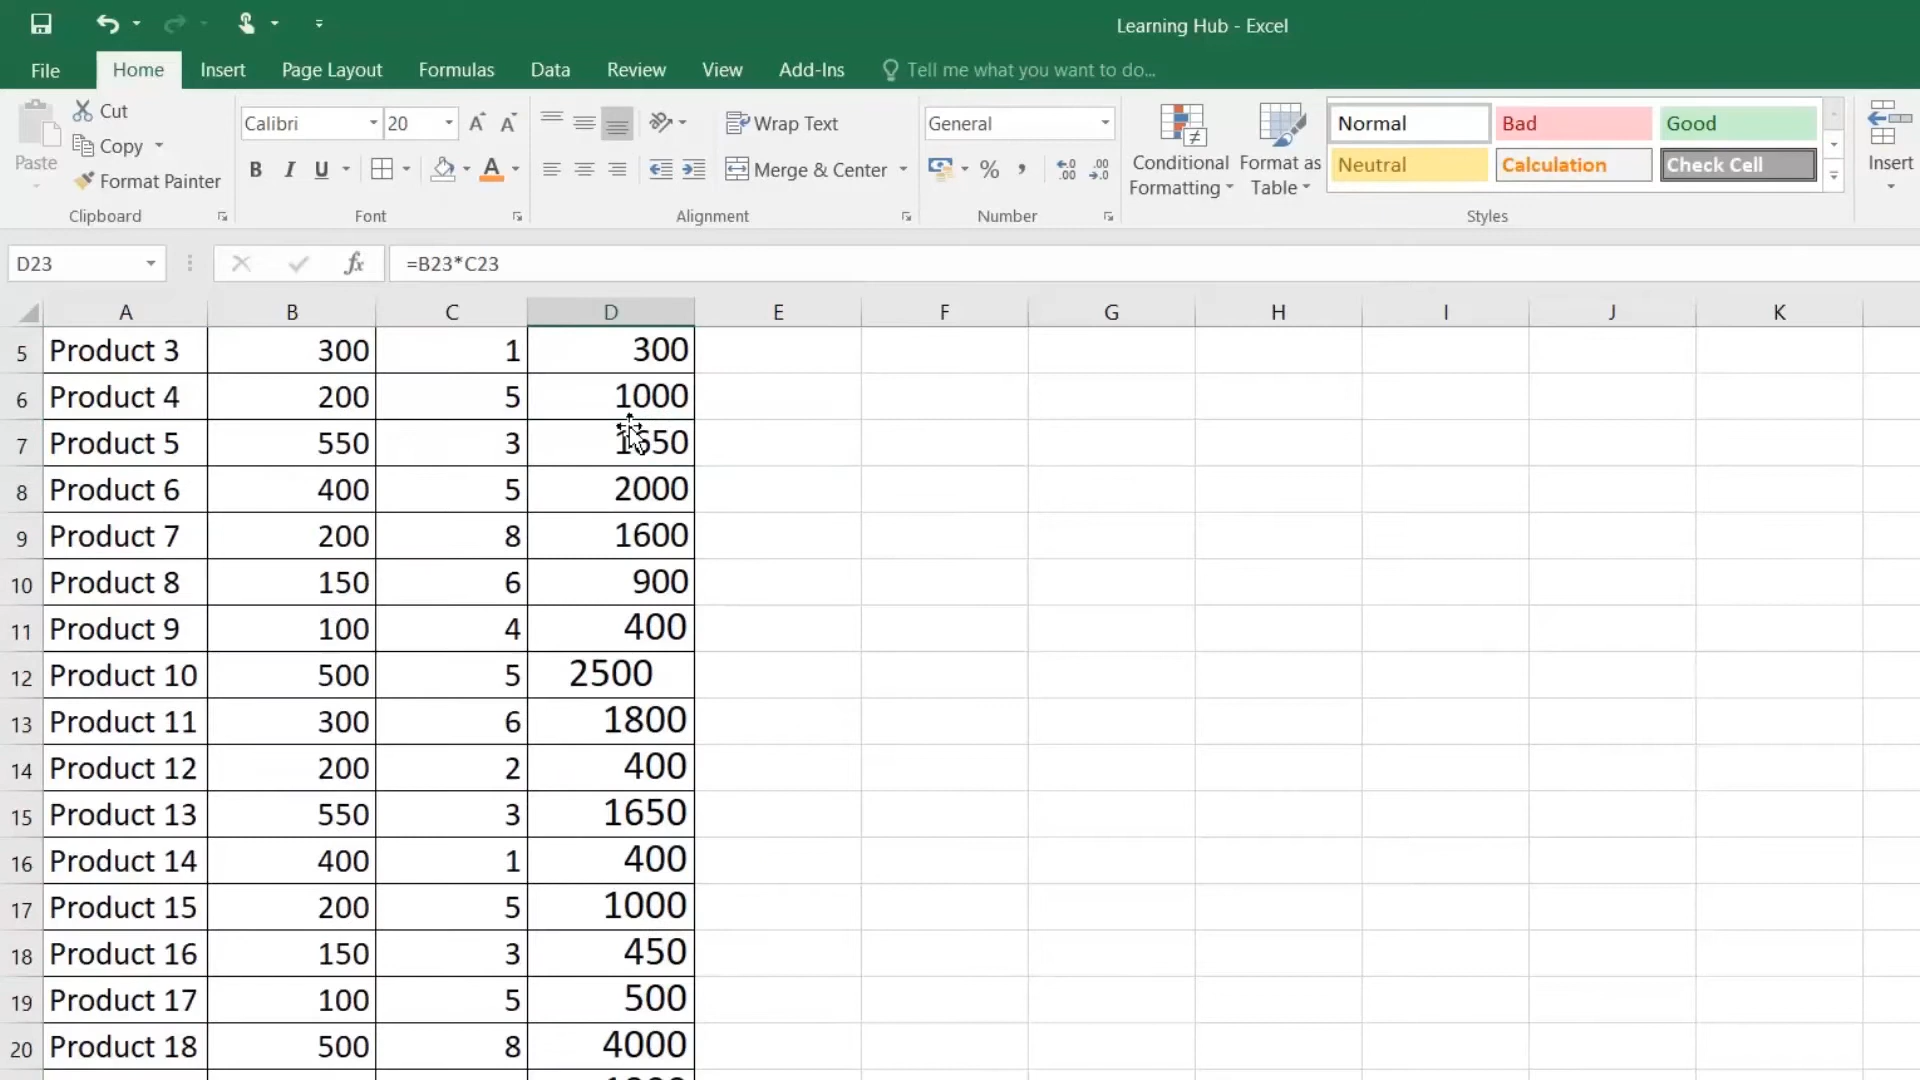 Learning Hub - Excel
File Home Insert Page Layout Formulas Data Review View Add-Ins Tell me what you want to do...
Paste
Cut
Copy
Format Painter
Clipboard
Calibri 20
B I U A
Font
Wrap Text
Merge & Center
Alignment
General
% , .0 .00 .00 .0
Number
Conditional Formatting
Format as Table
Normal Bad Good
Neutral Calculation Check Cell
Styles
Insert
D23 fx =B23*C23
A B C D E F G H I J K
5 Product 3 300 1 300
6 Product 4 200 5 1000
7 Product 5 550 3 1650
8 Product 6 400 5 2000
9 Product 7 200 8 1600
10 Product 8 150 6 900
11 Product 9 100 4 400
12 Product 10 500 5 2500
13 Product 11 300 6 1800
14 Product 12 200 2 400
15 Product 13 550 3 1650
16 Product 14 400 1 400
17 Product 15 200 5 1000
18 Product 16 150 3 450
19 Product 17 100 5 500
20 Product 18 500 8 4000